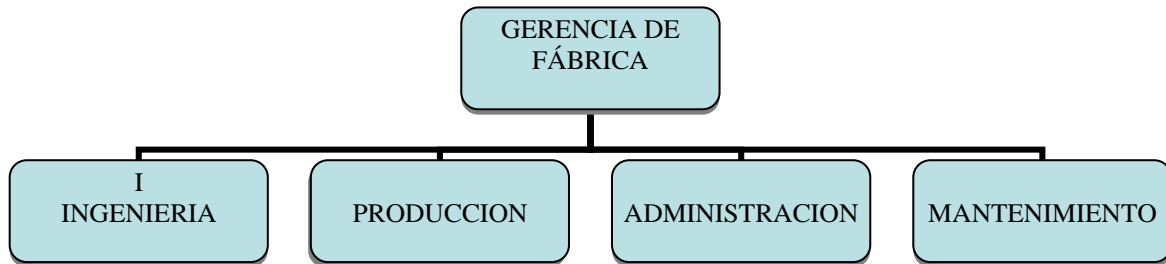 GERENCIA DE
FÁBRICA
I
INGENIERIA
PRODUCCION
ADMINISTRACION
MANTENIMIENTO